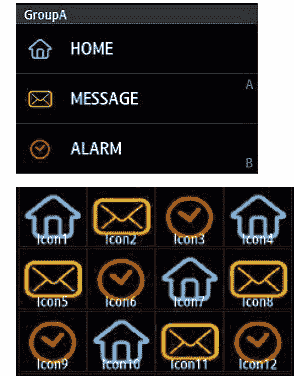 GroupA
HOME
A
MESSAGE
ALARM
B
Icon1 Icon2 Icon3 Icon4
Icon5 Icon6 Icon7 Icon8
Icon9 Icon10 Icon11 Icon12